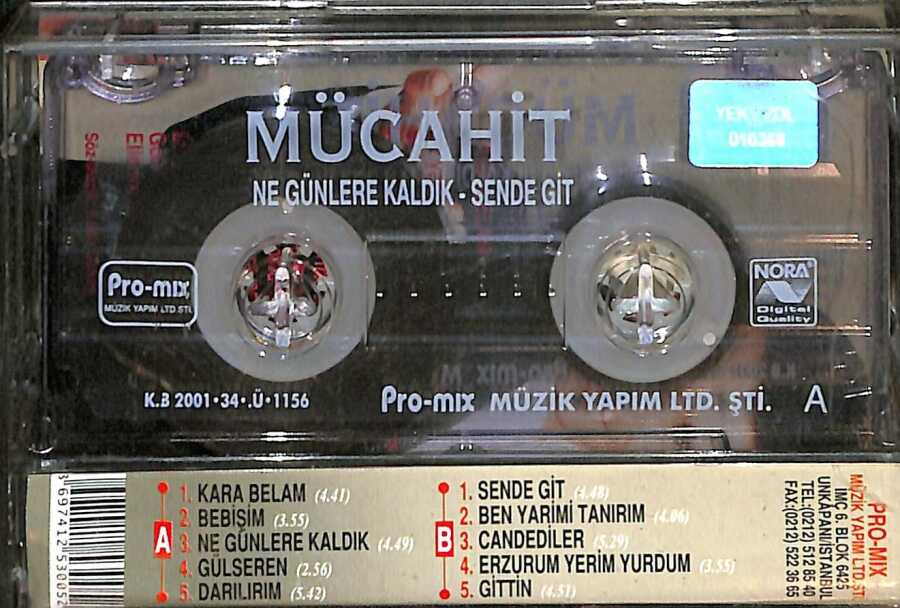 MÜCAHİT
NE GÜNLERE KALDIK - SENDE GİT
Pro-mix
MÜZİK YAPIM LTD. STİ.
NORA
Digital
Quality
K.B 2001·34·.Ü·1156
Pro-mix MÜZİK YAPIM LTD. ŞTİ. A
A
1. KARA BELAM (4.41)
2. BEBİŞİM (3.55)
3. NE GÜNLERE KALDIK (4.49)
4. GÜLSEREN (2.56)
5. DARILIRIM (5.42)
B
1. SENDE GİT (4.48)
2. BEN YARİMİ TANIRIM (4.06)
3. CANDEDİLER (5.29)
4. ERZURUM YERİM YURDUM (3.55)
5. GİTTİN (4.51)
PRO-MIX
MÜZİK YAPIM LTD.ŞTİ
İMÇ 6. BLOK 6425
UNKAPANI/İSTANBUL
TEL:(0212) 512 85 40
FAX:(0212) 522 36 65